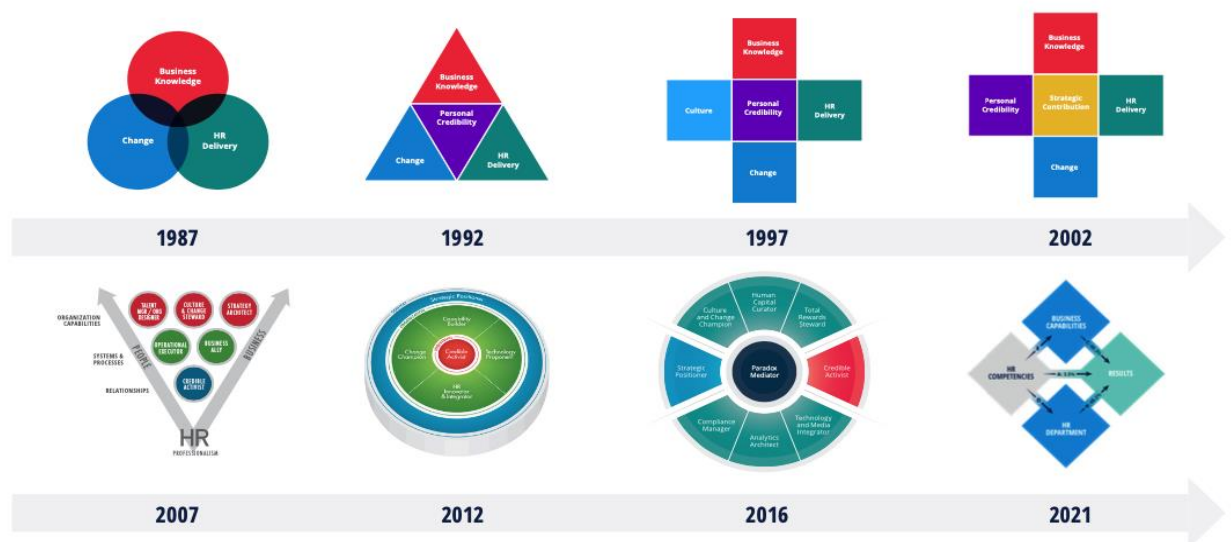 Business
Knowledge
Change
HR
Delivery
Business
Knowledge
Personal
Credibility
Change
HR
Delivery
Business
Knowledge
Culture
Personal
Credibility
HR
Delivery
Change
Business
Knowledge
Personal
Credibility
Strategic
Contribution
HR
Delivery
Change
1987
1992
1997
2002
ORGANIZATION
CAPABILITIES
SYSTEMS &
PROCESSES
RELATIONSHIPS
TALENT
MGR / ORG
DESIGNER
CULTURE
& CHANGE
STEWARD
STRATEGY
ARCHITECT
OPERATIONAL
EXECUTOR
BUSINESS
ALLY
CREDIBLE
ACTIVIST
PEOPLE
BUSINESS
HR
PROFESSIONALISM
Strategic Positioner
Capability
Builder
Change
Champion
Credible
Activist
Technology
Proponent
HR
Innovator
& Integrator
Culture
and Change
Champion
Human
Capital
Curator
Total
Rewards
Steward
Strategic
Positioner
Paradox
Mediator
Credible
Activist
Compliance
Manager
Analytics
Architect
Technology
and Media
Integrator
BUSINESS
CAPABILITIES
HR
COMPETENCIES
RESULTS
HR
DEPARTMENT
2007
2012
2016
2021